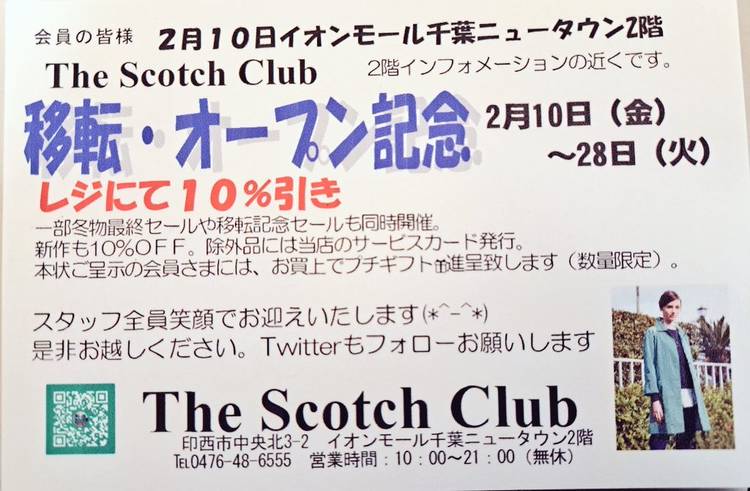 会員の皆様 2月10日イオンモール千葉ニュータウン2階
The Scotch Club 2階インフォメーションの近くです。
移転・オープン記念 2月10日（金）
～28日（火）
レジにて10％引き
一部冬物最終セールや移転記念セールも同時開催。
新作も10％OFF。除外品には当店のサービスカード発行。
本状ご呈示の会員さまには、お買上でプチギフト🎁進呈致します（数量限定）。
スタッフ全員笑顔でお迎えいたします(*^-^*)
是非お越しください。Twitterもフォローお願いします
The Scotch Club
印西市中央北3-2 イオンモール千葉ニュータウン2階
TEL0476-48-6555 営業時間：10：00～21：00（無休）